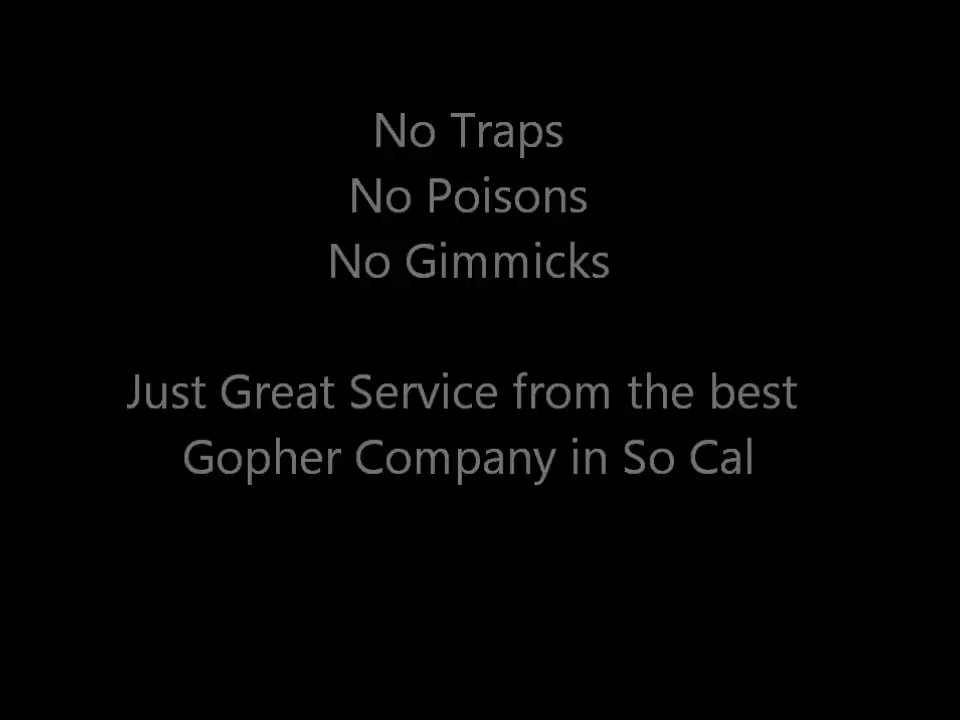 No Traps
No Poisons
No Gimmicks
Just Great Service from the best
Gopher Company in So Cal